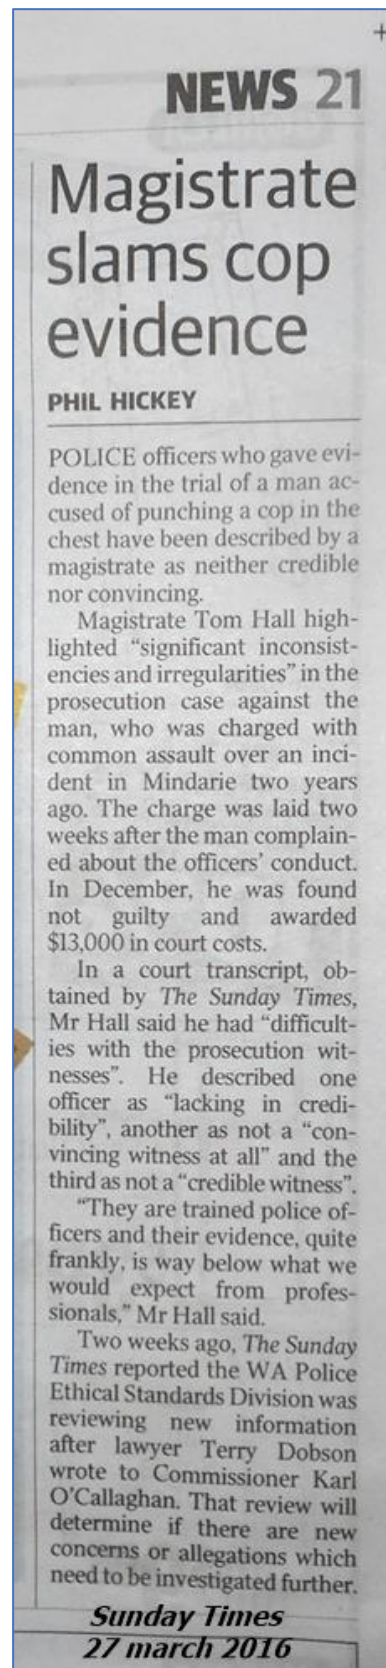 NEWS 21
Magistrate
slams cop
evidence
PHIL HICKEY
POLICE officers who gave evi-
dence in the trial of a man ac-
cused of punching a cop in the
chest have been described by a
magistrate as neither credible
nor convincing.
Magistrate Tom Hall high-
lighted “significant inconsist-
encies and irregularities” in the
prosecution case against the
man, who was charged with
common assault over an inci-
dent in Mindarie two years
ago. The charge was laid two
weeks after the man complain-
ed about the officers’ conduct.
In December, he was found
not guilty and awarded
$13,000 in court costs.
In a court transcript, ob-
tained by The Sunday Times,
Mr Hall said he had “difficult-
ies with the prosecution wit-
nesses”. He described one
officer as “lacking in credi-
bility”, another as not a “con-
vincing witness at all” and the
third as not a “credible witness”.
“They are trained police of-
ficers and their evidence, quite
frankly, is way below what we
would expect from profes-
sionals,” Mr Hall said.
Two weeks ago, The Sunday
Times reported the WA Police
Ethical Standards Division was
reviewing new information
after lawyer Terry Dobson
wrote to Commissioner Karl
O’Callaghan. That review will
determine if there are new
concerns or allegations which
need to be investigated further.
Sunday Times
27 march 2016